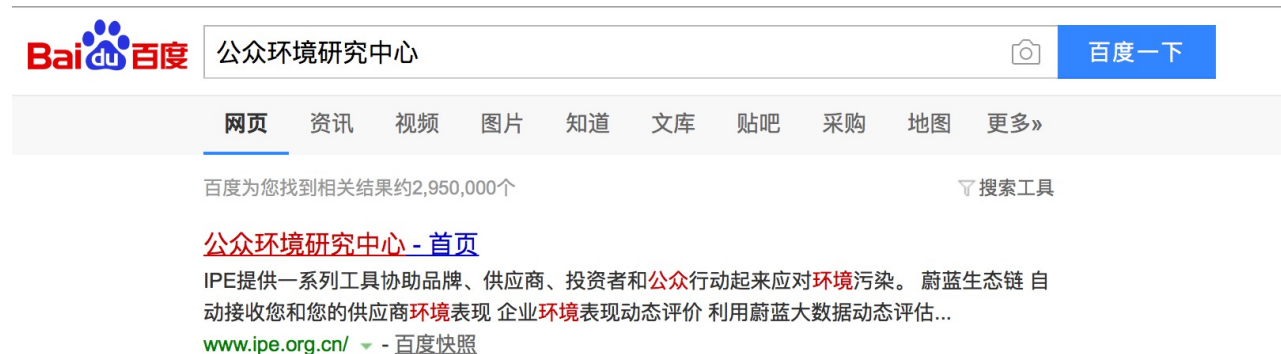 Bai du 百度 公众环境研究中心 百度一下
网页 资讯 视频 图片 知道 文库 贴吧 采购 地图 更多»
百度为您找到相关结果约2,950,000个 搜索工具
公众环境研究中心 - 首页
IPE提供一系列工具协助品牌、供应商、投资者和公众行动起来应对环境污染。 蔚蓝生态链 自
动接收您和您的供应商环境表现 企业环境表现动态评价 利用蔚蓝大数据动态评估...
www.ipe.org.cn/ - 百度快照